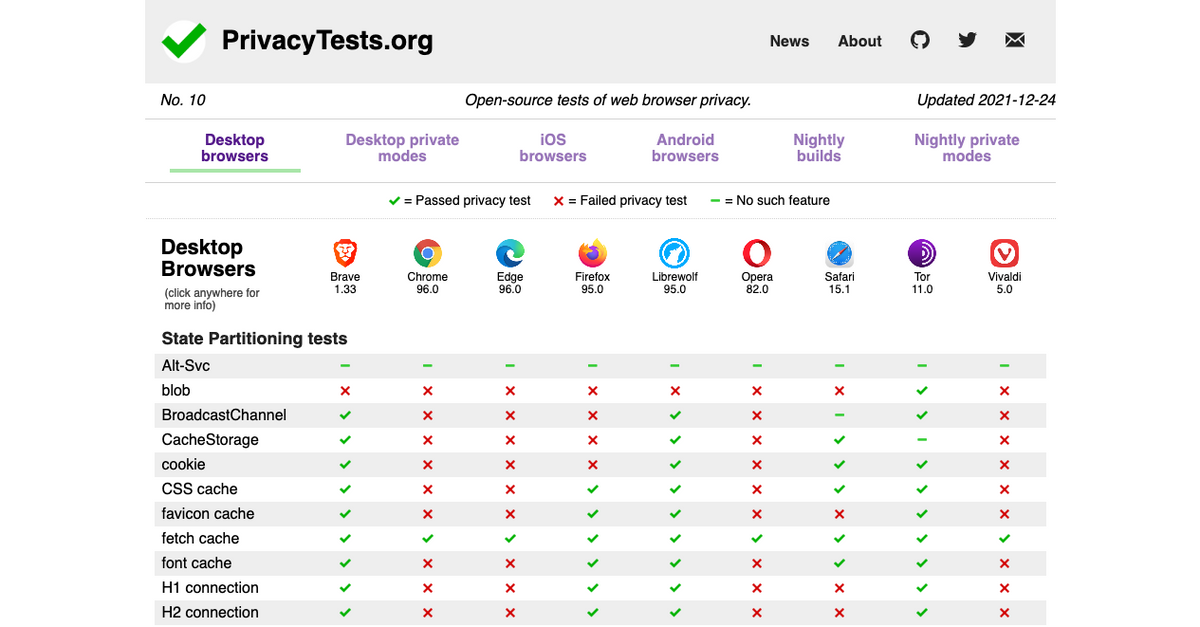 PrivacyTests.org
News About
No. 10 Open-source tests of web browser privacy. Updated 2021-12-24
Desktop browsers Desktop private modes iOS browsers Android browsers Nightly builds Nightly private modes
✓ = Passed privacy test ✗ = Failed privacy test − = No such feature
Desktop Browsers
(click anywhere for more info)
Brave Chrome Edge Firefox Librewolf Opera Safari Tor Vivaldi
1.33 96.0 96.0 95.0 95.0 82.0 15.1 11.0 5.0
State Partitioning tests
Alt-Svc − − − − − − − − −
blob ✗ ✗ ✗ ✗ ✗ ✗ ✗ ✓ ✗
BroadcastChannel ✓ ✗ ✗ ✗ ✓ ✗ − ✓ ✗
CacheStorage ✓ ✗ ✗ ✗ ✓ ✗ ✓ − ✗
cookie ✓ ✗ ✗ ✗ ✓ ✗ ✓ ✓ ✗
CSS cache ✓ ✗ ✗ ✓ ✓ ✗ ✓ ✓ ✗
favicon cache ✓ ✗ ✗ ✓ ✓ ✗ ✗ ✓ ✗
fetch cache ✓ ✓ ✓ ✓ ✓ ✓ ✓ ✓ ✓
font cache ✓ ✗ ✗ ✓ ✓ ✗ ✓ ✓ ✗
H1 connection ✓ ✗ ✗ ✓ ✓ ✗ ✗ ✓ ✗
H2 connection ✓ ✗ ✗ ✓ ✓ ✗ ✗ ✓ ✗